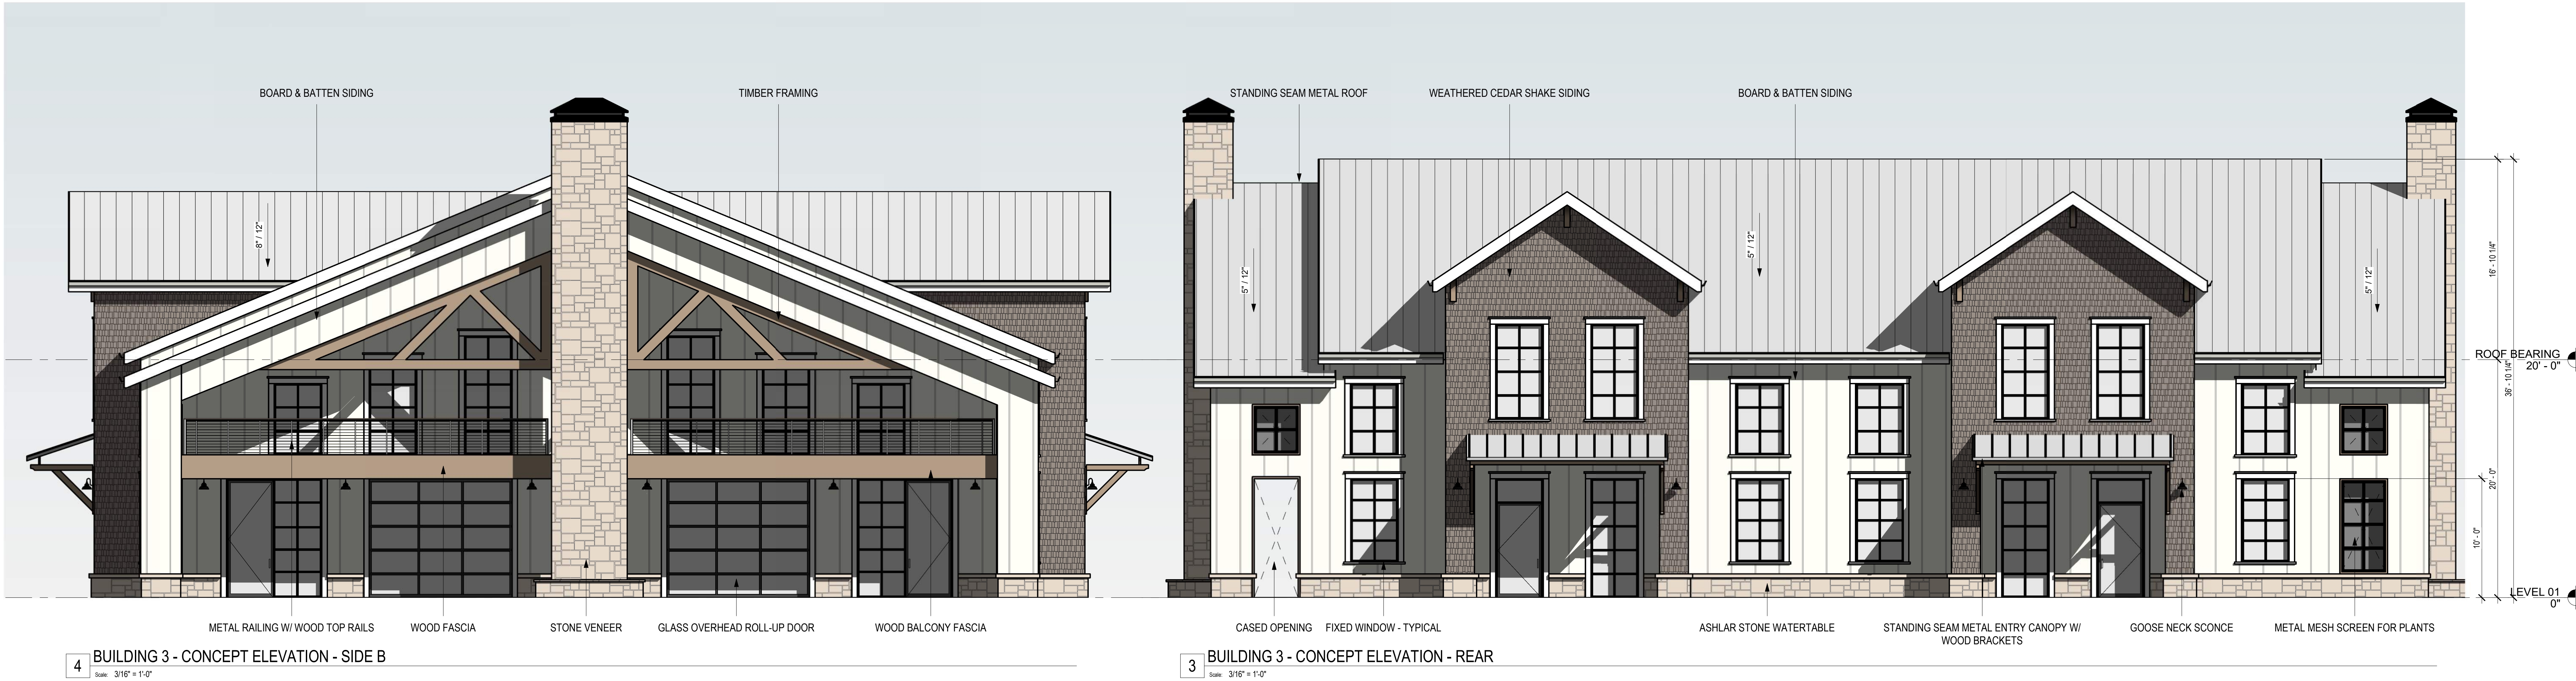 BOARD & BATTEN SIDING
TIMBER FRAMING
8" / 12"
METAL RAILING W/ WOOD TOP RAILS
WOOD FASCIA
STONE VENEER
GLASS OVERHEAD ROLL-UP DOOR
WOOD BALCONY FASCIA
4
BUILDING 3 - CONCEPT ELEVATION - SIDE B
Scale: 3/16" = 1'-0"
STANDING SEAM METAL ROOF
WEATHERED CEDAR SHAKE SIDING
BOARD & BATTEN SIDING
5" / 12"
5" / 12"
5" / 12"
16' - 10 1/4"
36' - 10 1/4"
20' - 0"
10' - 0"
ROOF BEARING
20' - 0"
LEVEL 01
0"
CASED OPENING
FIXED WINDOW - TYPICAL
ASHLAR STONE WATERTABLE
STANDING SEAM METAL ENTRY CANOPY W/
WOOD BRACKETS
GOOSE NECK SCONCE
METAL MESH SCREEN FOR PLANTS
3
BUILDING 3 - CONCEPT ELEVATION - REAR
Scale: 3/16" = 1'-0"